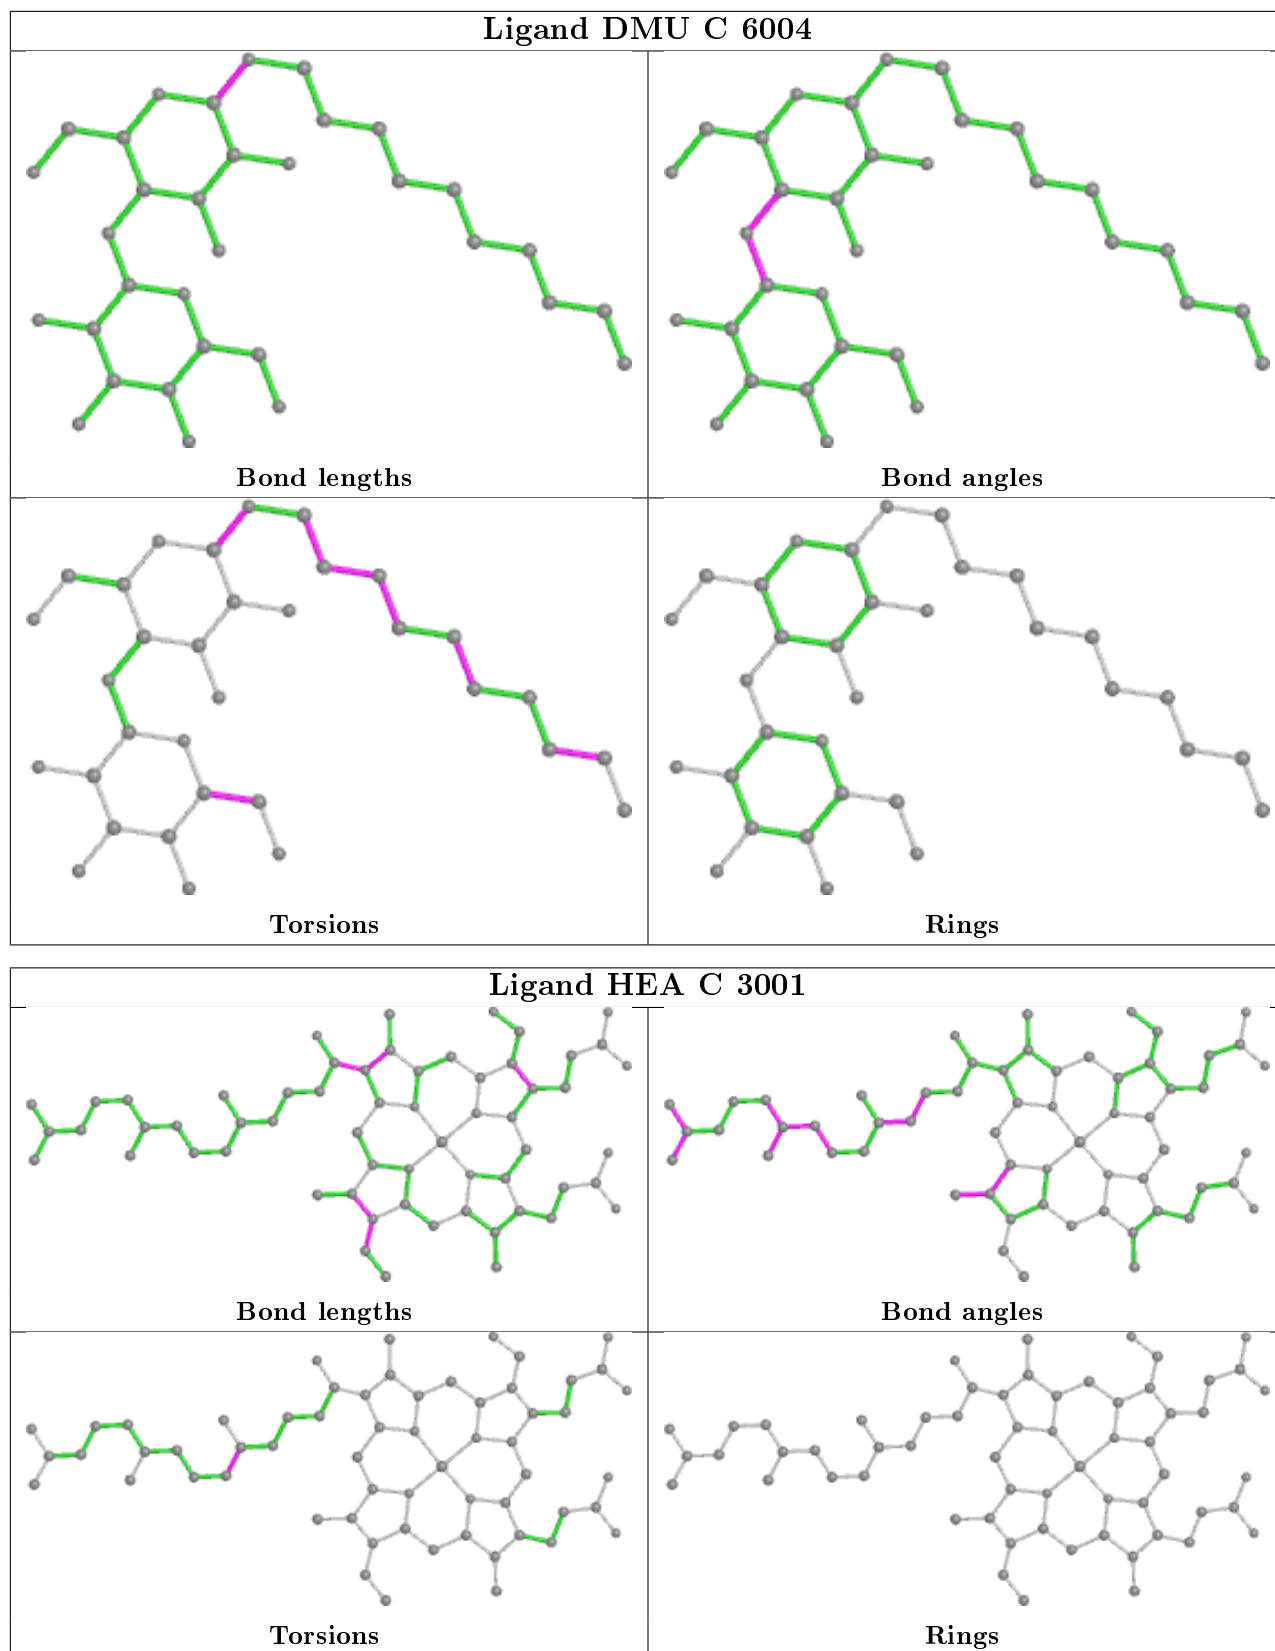 Ligand DMU C 6004
Bond lengths
Bond angles
Torsions
Rings
Ligand HEA C 3001
Bond lengths
Bond angles
Torsions
Rings